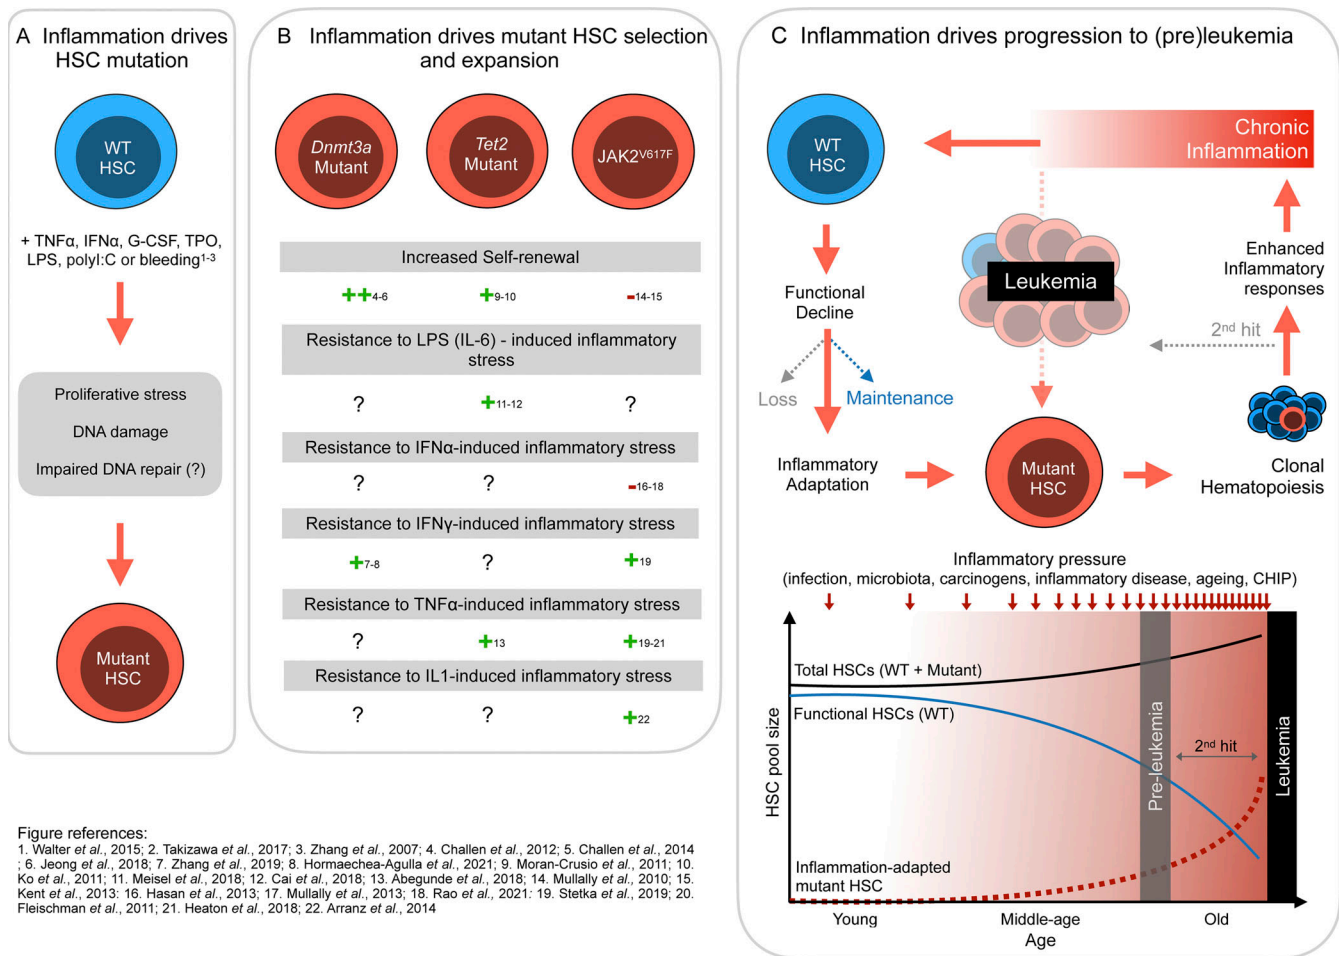 A Inflammation drives
HSC mutation
WT
HSC
+ TNFα, IFNα, G-CSF, TPO,
LPS, polyI:C or bleeding1-3
Proliferative stress
DNA damage
Impaired DNA repair (?)
Mutant
HSC
B Inflammation drives mutant HSC selection
and expansion
Dnmt3a
Mutant
Tet2
Mutant
JAK2V617F
Increased Self-renewal
++4-6 +9-10 -14-15
Resistance to LPS (IL-6) - induced inflammatory
stress
? +11-12 ?
Resistance to IFNα-induced inflammatory stress
? ? -16-18
Resistance to IFNγ-induced inflammatory stress
+7-8 ? +19
Resistance to TNFα-induced inflammatory stress
? +13 +19-21
Resistance to IL1-induced inflammatory stress
? ? +22
C Inflammation drives progression to (pre)leukemia
WT
HSC
Chronic
Inflammation
Functional
Decline
Leukemia
Enhanced
Inflammatory
responses
2nd hit
Loss
Maintenance
Inflammatory
Adaptation
Mutant
HSC
Clonal
Hematopoiesis
Inflammatory pressure
(infection, microbiota, carcinogens, inflammatory disease, ageing, CHIP)
HSC pool size
Total HSCs (WT + Mutant)
Functional HSCs (WT)
Inflammation-adapted
mutant HSC
Pre-leukemia
2nd hit
Leukemia
Young Middle-age Old
Age
Figure references:
1. Walter et al., 2015; 2. Takizawa et al., 2017; 3. Zhang et al., 2007; 4. Challen et al., 2012; 5. Challen et al., 2014
; 6. Jeong et al., 2018; 7. Zhang et al., 2019; 8. Hormaechea-Agulla et al., 2021; 9. Moran-Crusio et al., 2011; 10.
Ko et al., 2011; 11. Meisel et al., 2018; 12. Cai et al., 2018; 13. Abegunde et al., 2018; 14. Mullally et al., 2010; 15.
Kent et al., 2013: 16. Hasan et al., 2013; 17. Mullally et al., 2013; 18. Rao et al., 2021: 19. Stetka et al., 2019; 20.
Fleischman et al., 2011; 21. Heaton et al., 2018; 22. Arranz et al., 2014